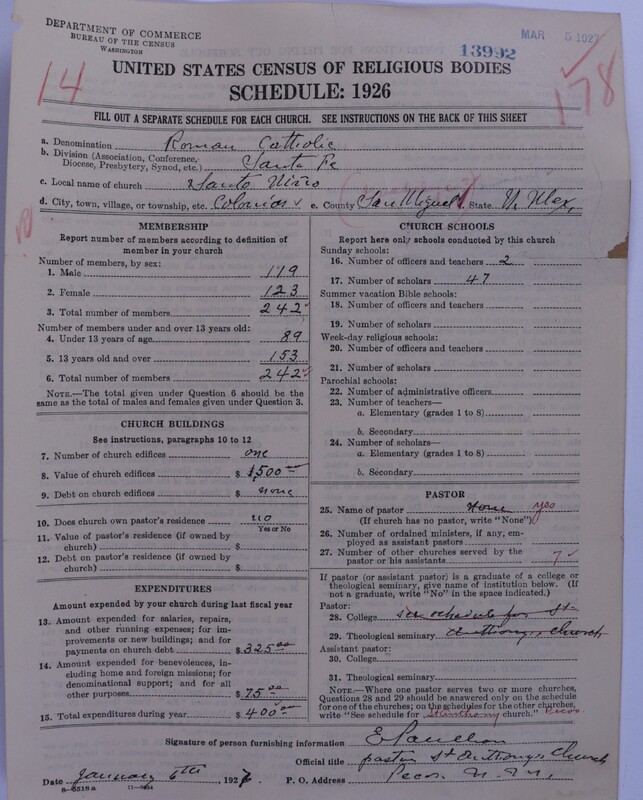 DEPARTMENT OF COMMERCE
BUREAU OF THE CENSUS
WASHINGTON
13992
MAR 5 1927
14
178
UNITED STATES CENSUS OF RELIGIOUS BODIES
SCHEDULE: 1926
FILL OUT A SEPARATE SCHEDULE FOR EACH CHURCH. SEE INSTRUCTIONS ON THE BACK OF THIS SHEET
a. Denomination Roman Catholic
b. Division (Association, Conference,
Diocese, Presbytery, Synod, etc.) Santa Fe
c. Local name of church Santo Niño
d. City, town, village, or township, etc. Colonias e. County San Miguel State N. Mex.
MEMBERSHIP
Report number of members according to definition of
member in your church
Number of members, by sex:
1. Male 119
2. Female 123
3. Total number of members 242
Number of members under and over 13 years old:
4. Under 13 years of age 89
5. 13 years old and over 153
6. Total number of members 242
NOTE.—The total given under Question 6 should be
the same as the total of males and females given under Question 3.
CHURCH BUILDINGS
See instructions, paragraphs 10 to 12
7. Number of church edifices one
8. Value of church edifices $ 1,500 00
9. Debt on church edifices $ none
10. Does church own pastor's residence no
Yes or No
11. Value of pastor's residence (if owned by
church) $
12. Debt on pastor's residence (if owned by
church) $
EXPENDITURES
Amount expended by your church during last fiscal year
13. Amount expended for salaries, repairs,
and other running expenses; for im-
provements or new buildings; and for
payments on church debt $ 325 00
14. Amount expended for benevolences, in-
cluding home and foreign missions; for
denominational support; and for all
other purposes $ 75 00
15. Total expenditures during year $ 400 00
CHURCH SCHOOLS
Report here only schools conducted by this church
Sunday schools:
16. Number of officers and teachers 2
17. Number of scholars 47
Summer vacation Bible schools:
18. Number of officers and teachers
19. Number of scholars
Week-day religious schools:
20. Number of officers and teachers
21. Number of scholars
Parochial schools:
22. Number of administrative officers
23. Number of teachers—
a. Elementary (grades 1 to 8)
b. Secondary
24. Number of scholars—
a. Elementary (grades 1 to 8)
b. Secondary
PASTOR
25. Name of pastor None yes
(If church has no pastor, write "None")
26. Number of ordained ministers, if any, em-
ployed as assistant pastors
27. Number of other churches served by the
pastor or his assistants 7
If pastor (or assistant pastor) is a graduate of a college or
theological seminary, give name of institution below. (If
not a graduate, write "No" in the space indicated.)
Pastor:
28. College see schedule for St
29. Theological seminary Anthony's church
Assistant pastor:
30. College
31. Theological seminary
NOTE.—Where one pastor serves two or more churches,
Questions 28 and 29 should be answered only on the schedule
for one of the churches; on the schedules for the other churches,
write "See schedule for St Anthony church." Pecos
Signature of person furnishing information
Official title pastor St Anthony's Church
Date January 6th 1927 P. O. Address Pecos N. M.
8-5518a 11-9034